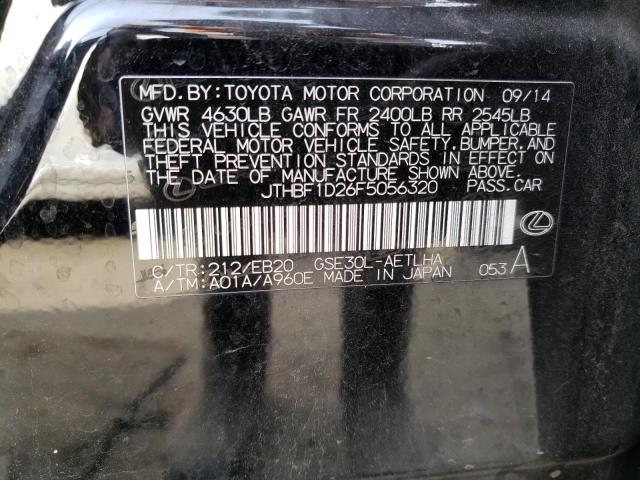 MFD. BY: TOYOTA MOTOR CORPORATION 09/14
GVWR 4630LB GAWR FR 2400LB RR 2545LB
THIS VEHICLE CONFORMS TO ALL APPLICABLE
FEDERAL MOTOR VEHICLE SAFETY, BUMPER, AND
THEFT PREVENTION STANDARDS IN EFFECT ON
THE DATE OF MANUFACTURE SHOWN ABOVE.
JTHBF1D26F5056320 PASS. CAR
C/TR: 212/EB20 GSE30L-AETLHA
A/TM: A01A/A960E MADE IN JAPAN 053 A